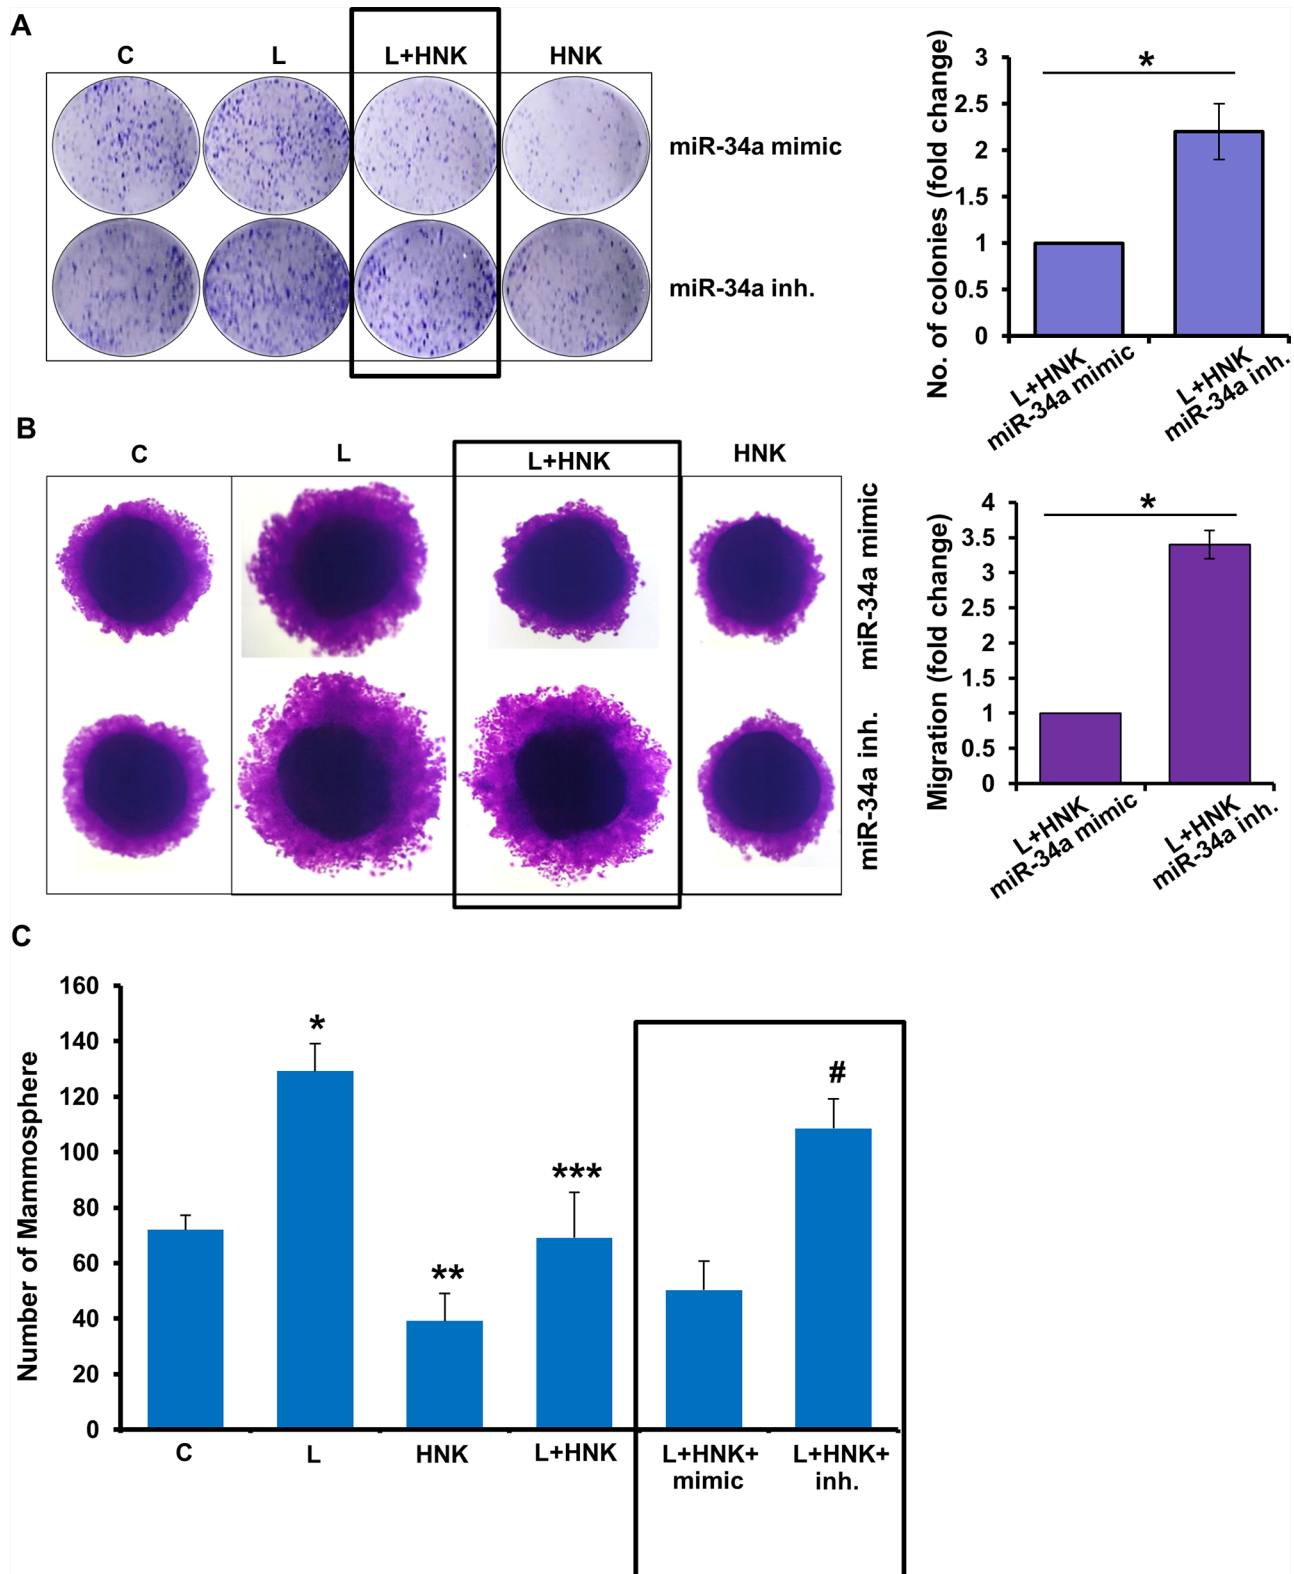 A
C L L+HNK HNK
miR-34a mimic
miR-34a inh.
No. of colonies (fold change)
3
2.5
2
1.5
1
0.5
0
*
L+HNK
miR-34a mimic
L+HNK
miR-34a inh.
B
C L L+HNK HNK
miR-34a mimic
miR-34a inh.
Migration (fold change)
4
3.5
3
2.5
2
1.5
1
0.5
0
*
L+HNK
miR-34a mimic
L+HNK
miR-34a inh.
C
Number of Mammosphere
160
140
120
100
80
60
40
20
0
*
**
***
#
C L HNK L+HNK L+HNK+ L+HNK+
mimic inh.